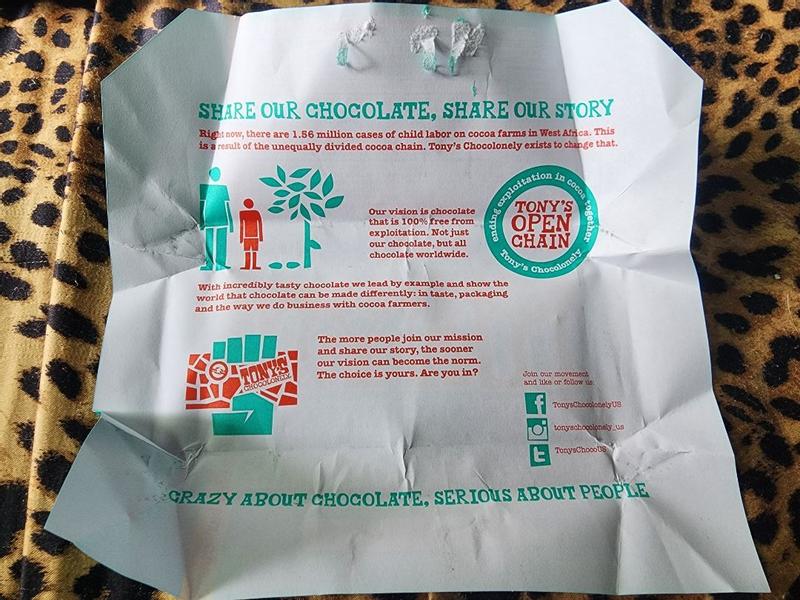 SHARE OUR CHOCOLATE, SHARE OUR STORY
Right now, there are 1.56 million cases of child labor on cocoa farms in West Africa. This
is a result of the unequally divided cocoa chain. Tony's Chocolonely exists to change that.
Our vision is chocolate
that is 100% free from
exploitation. Not just
our chocolate, but all
chocolate worldwide.
ending exploitation in cocoa together
TONY'S
OPEN
CHAIN
Tony's Chocolonely
With incredibly tasty chocolate we lead by example and show the
world that chocolate can be made differently: in taste, packaging
and the way we do business with cocoa farmers.
TONY'S
CHOCOLONELY
The more people join our mission
and share our story, the sooner
our vision can become the norm.
The choice is yours. Are you in?
Join our movement
and like or follow us
TonysChocolonelyUS
tonyschocolonely_us
TonysChocoUS
CRAZY ABOUT CHOCOLATE, SERIOUS ABOUT PEOPLE